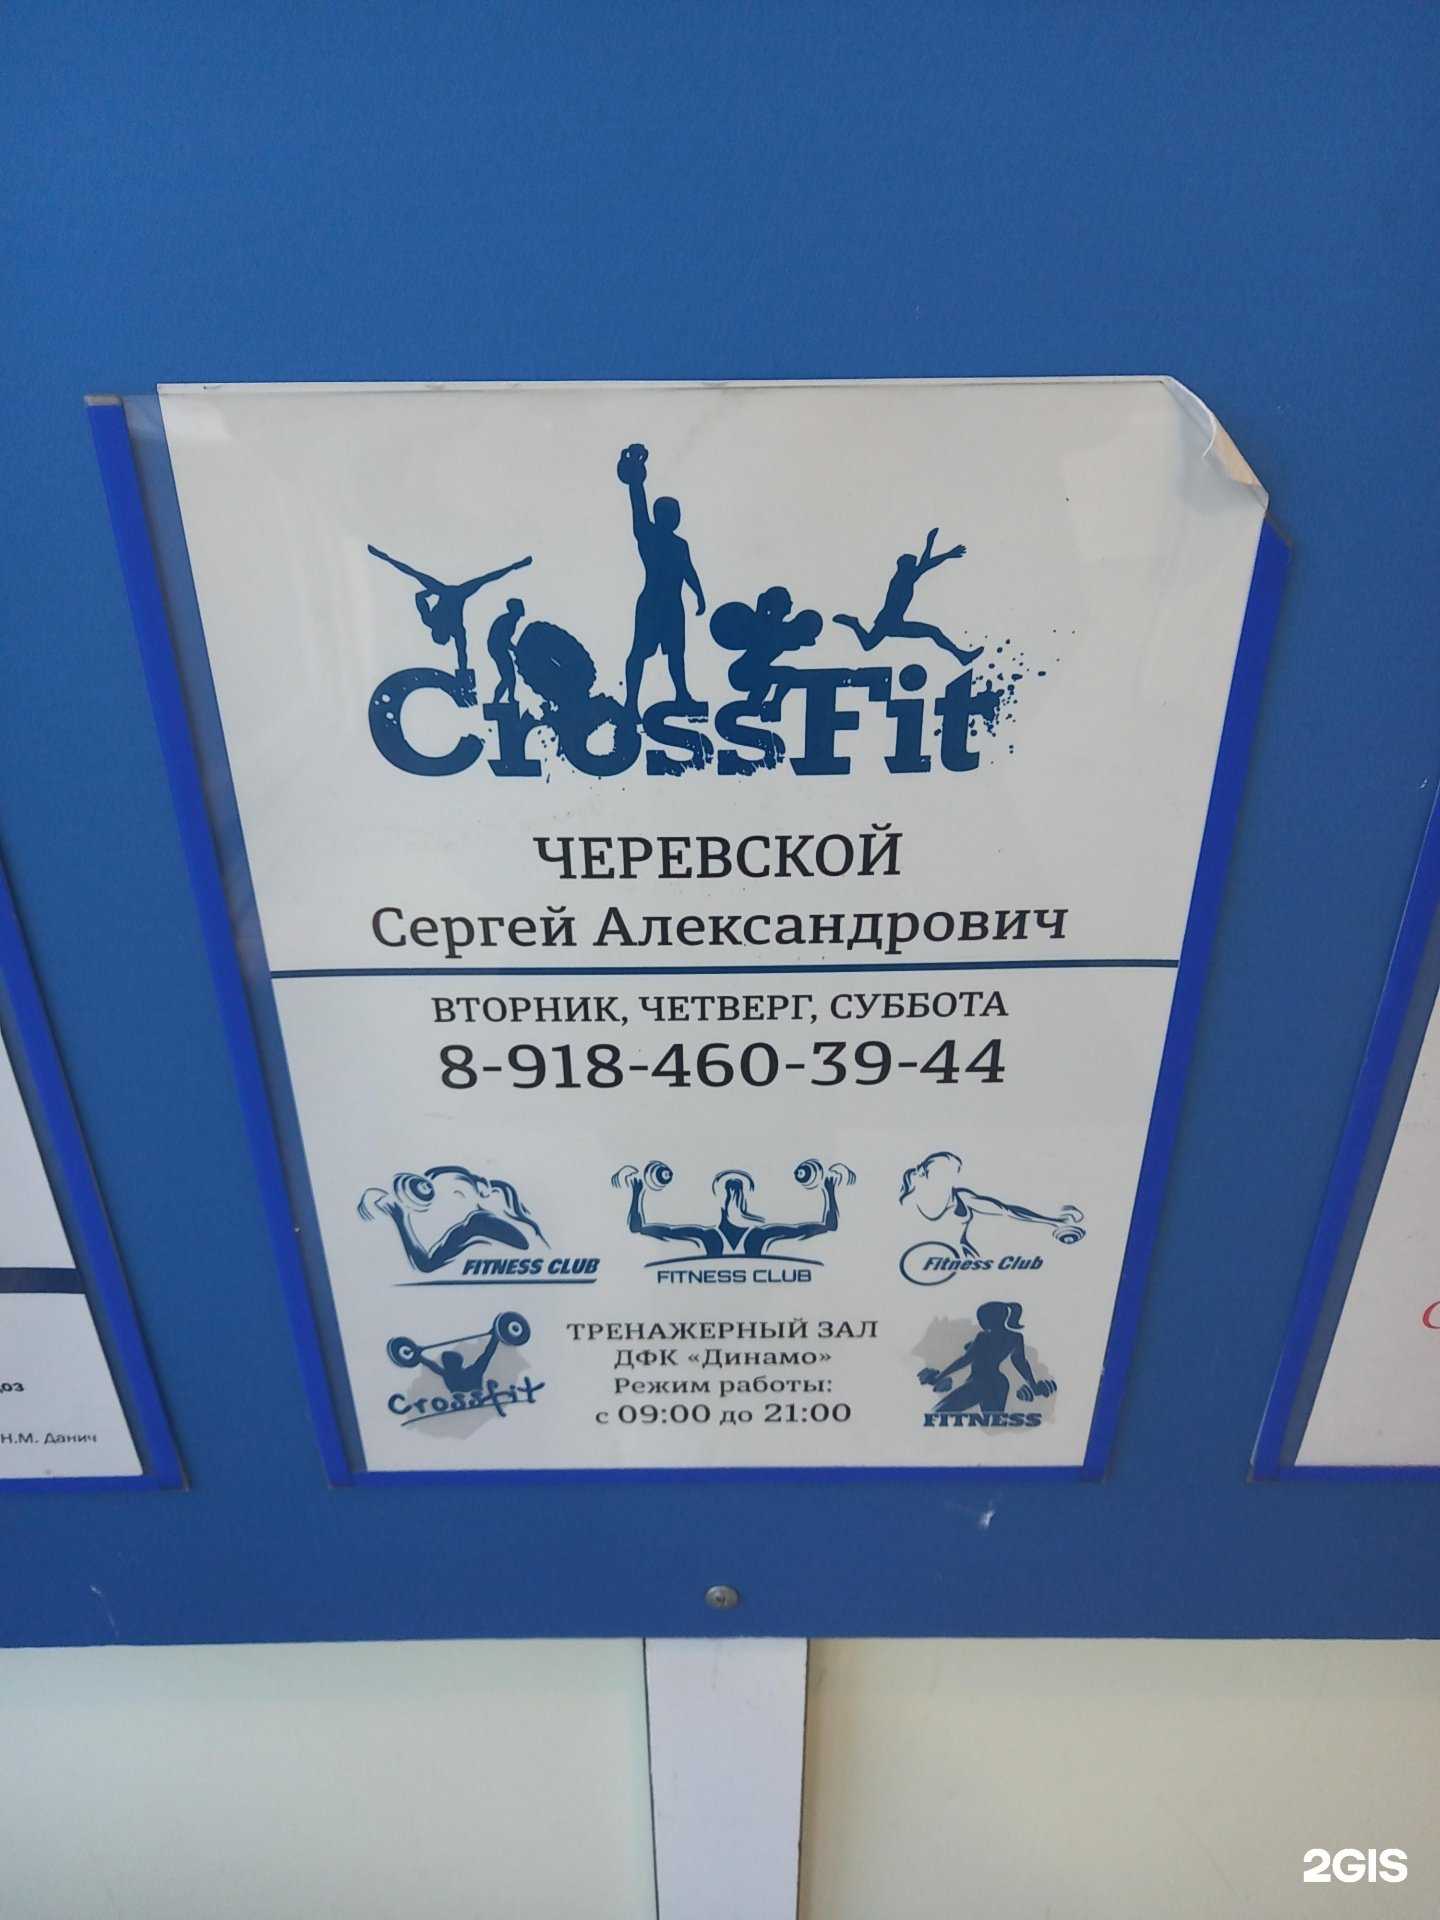 CrossFit
ЧЕРЕВСКОЙ
Сергей Александрович
ВТОРНИК, ЧЕТВЕРГ, СУББОТА
8-918-460-39-44
FITNESS CLUB
FITNESS CLUB
Fitness Club
Crossfit
ТРЕНАЖЕРНЫЙ ЗАЛ
ДФК «Динамо»
Режим работы:
с 09:00 до 21:00
FITNESS
Н.М. Данич
2GIS